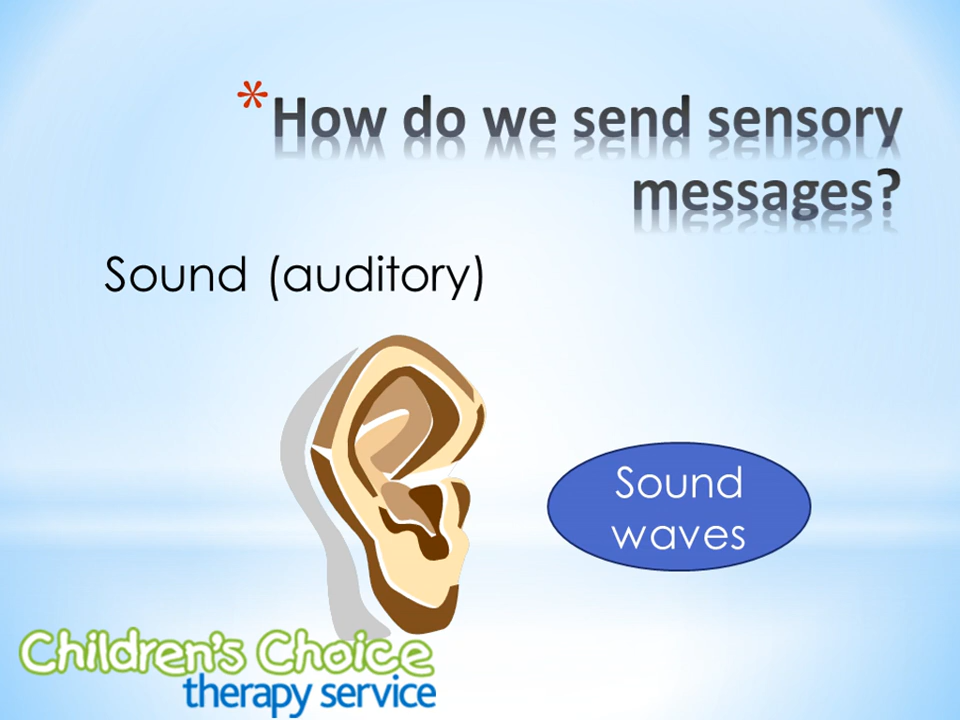 *How do we send sensory
messages?
Sound (auditory)
Sound
waves
Children's Choice
therapy service